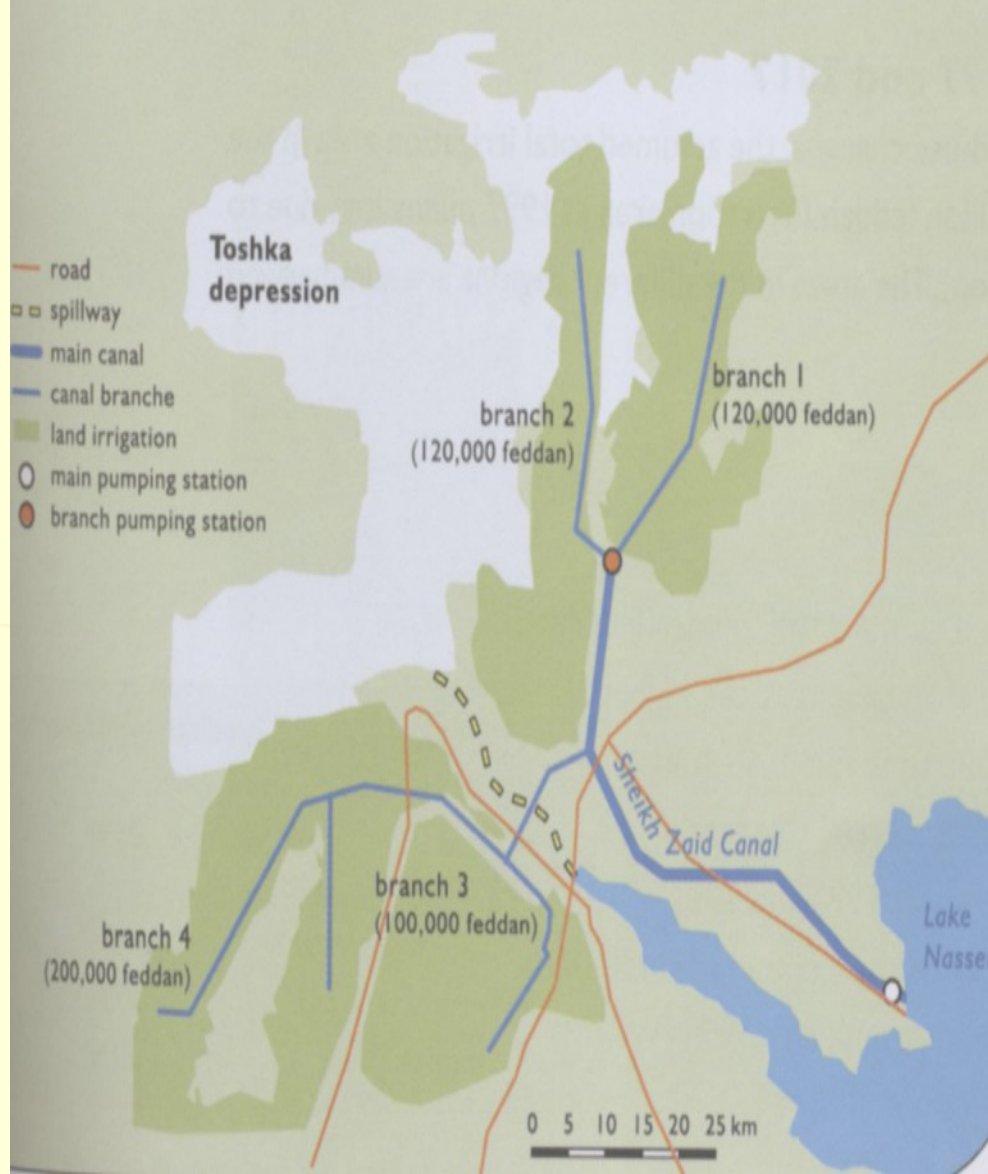 Toshka
depression
road
spillway
main canal
canal branche
land irrigation
main pumping station
branch pumping station
branch 1
(120,000 feddan)
branch 2
(120,000 feddan)
Sheikh Zaid Canal
branch 3
(100,000 feddan)
branch 4
(200,000 feddan)
Lake
Nasse
0 5 10 15 20 25 km